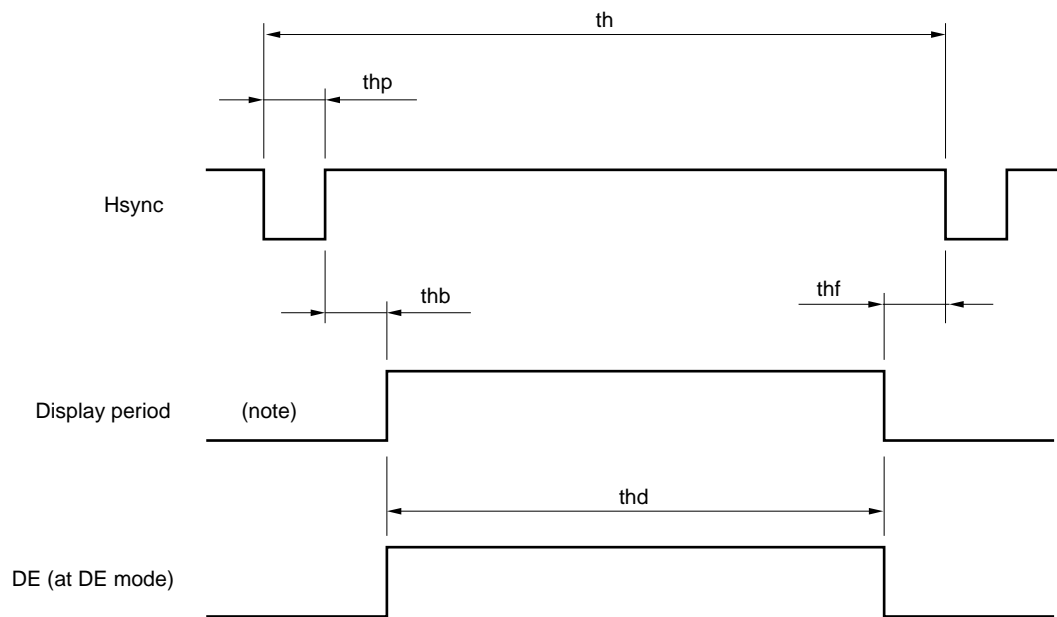 th
thp
Hsync
thb
thf
Display period (note)
thd
DE (at DE mode)